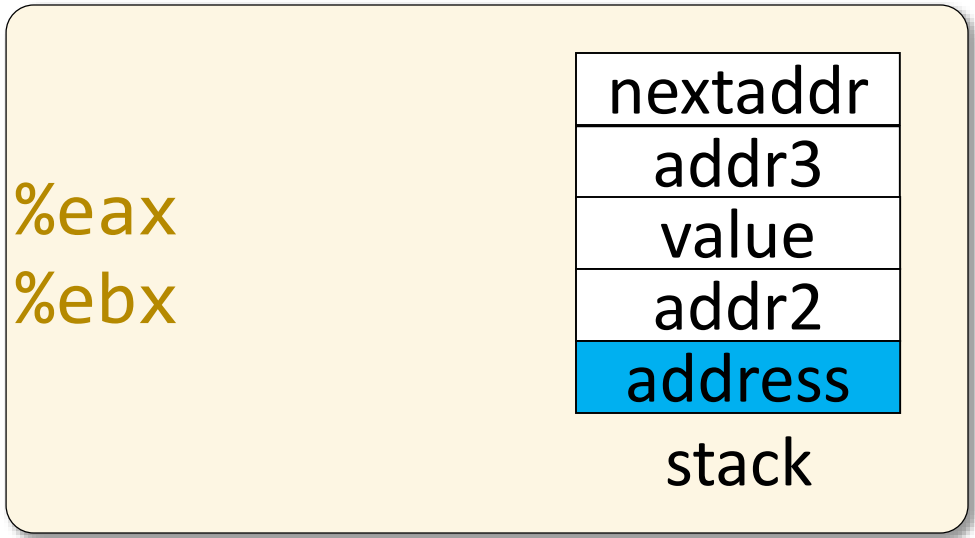 nextaddr
addr3
%eax
value
%ebx
addr2
address
stack